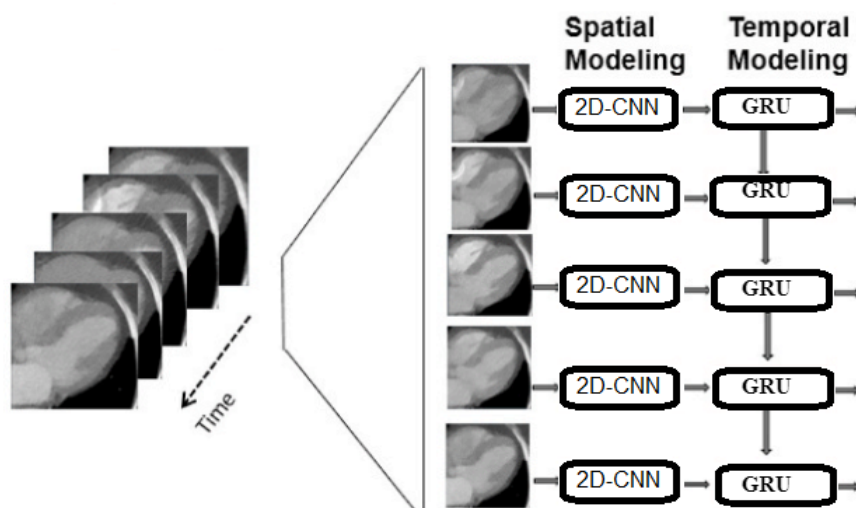 Spatial Modeling
Temporal Modeling
2D-CNN
GRU
2D-CNN
GRU
2D-CNN
GRU
2D-CNN
GRU
2D-CNN
GRU
Time